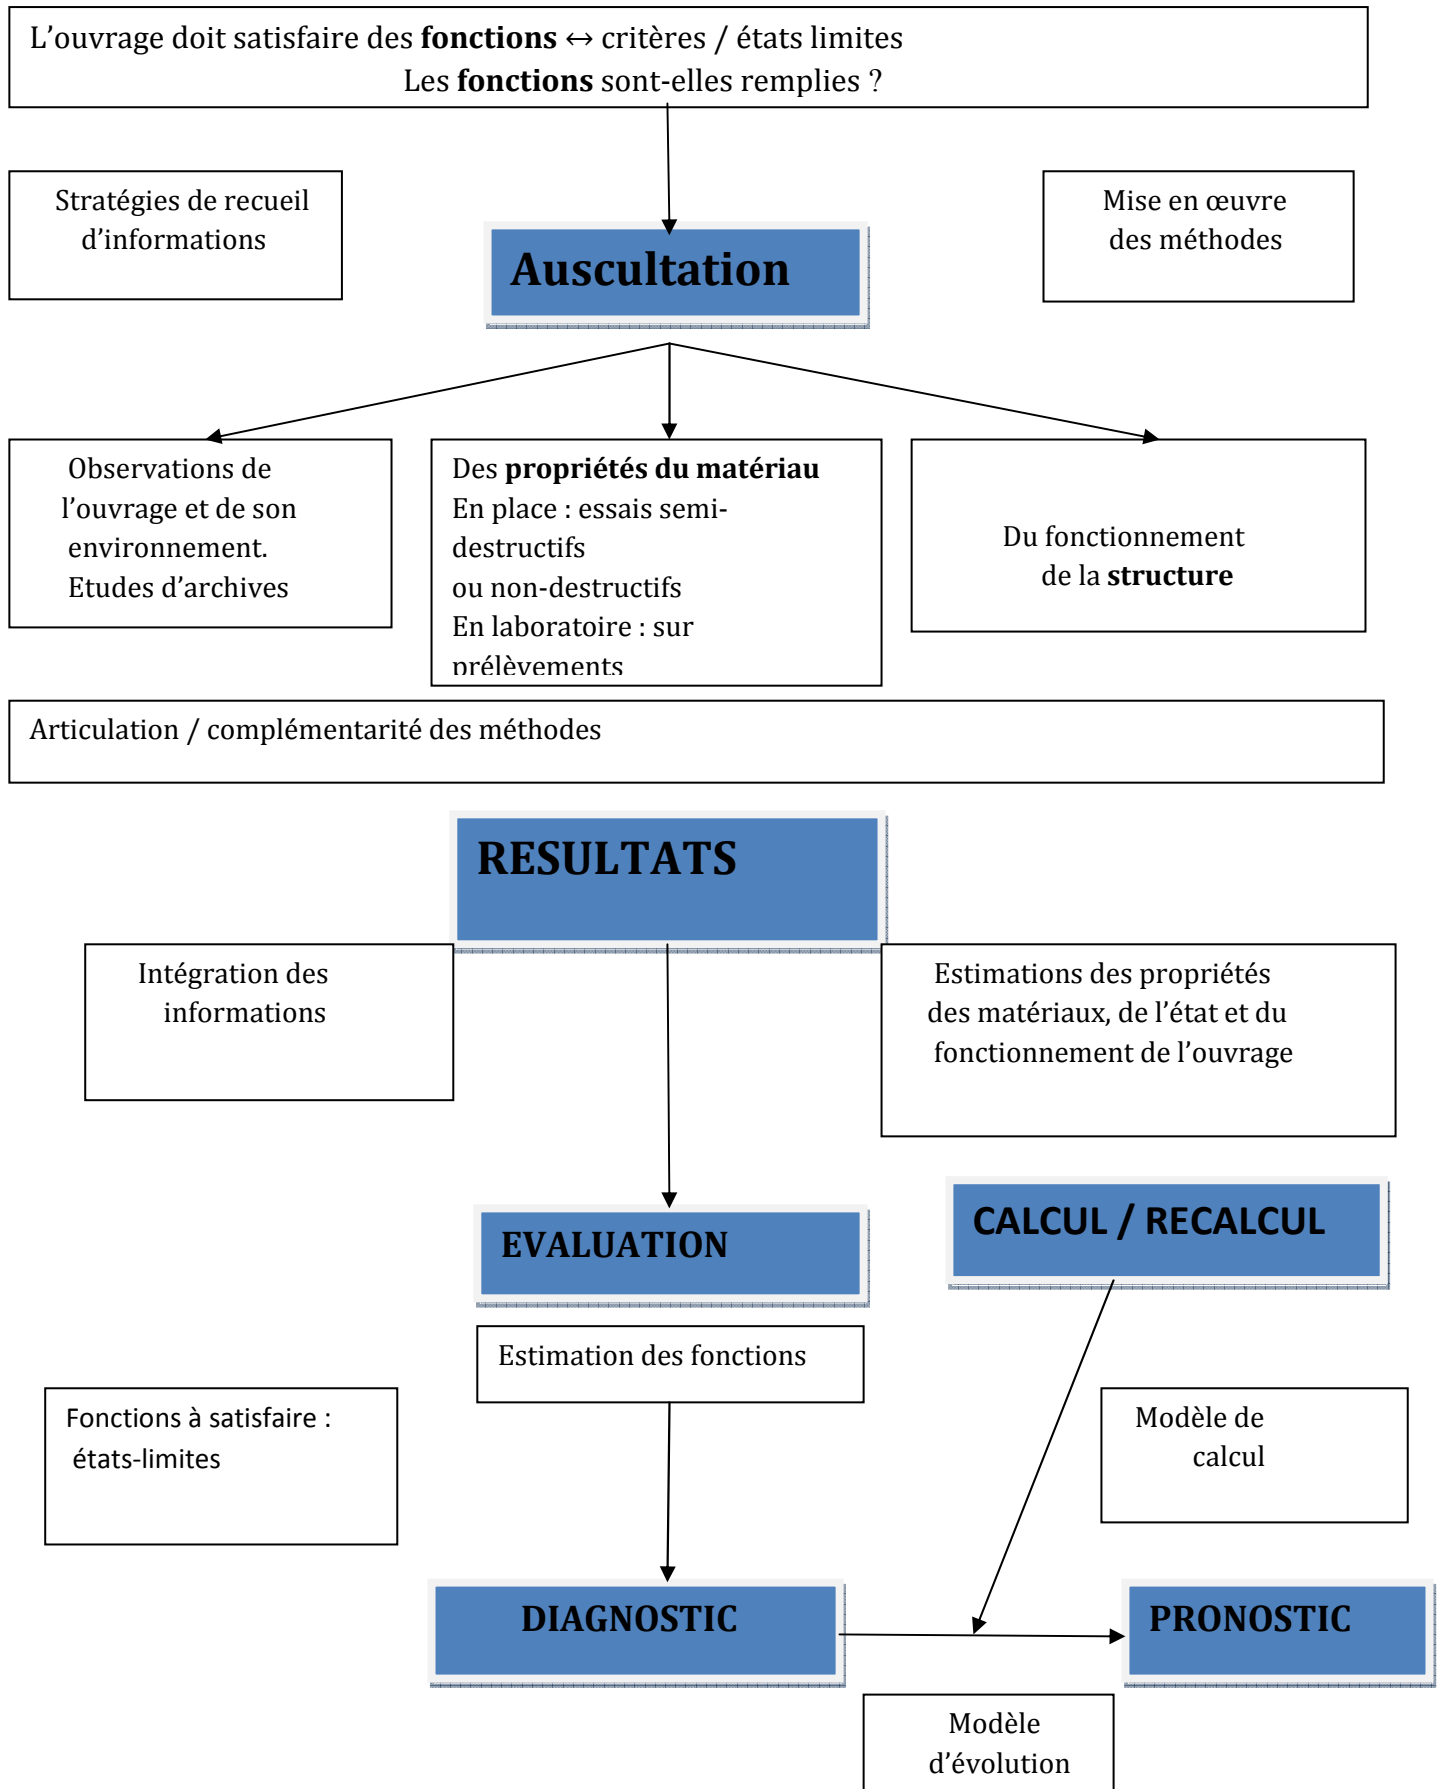 L’ouvrage doit satisfaire des fonctions ↔ critères / états limites
Les fonctions sont-elles remplies ?
Stratégies de recueil
d’informations
Mise en œuvre
des méthodes
Auscultation
Observations de
l’ouvrage et de son
environnement.
Etudes d’archives
Des propriétés du matériau
En place : essais semi-
destructifs
ou non-destructifs
En laboratoire : sur
prélèvements
Du fonctionnement
de la structure
Articulation / complémentarité des méthodes
RESULTATS
Intégration des
informations
Estimations des propriétés
des matériaux, de l’état et du
fonctionnement de l’ouvrage
EVALUATION
CALCUL / RECALCUL
Estimation des fonctions
Fonctions à satisfaire :
états-limites
Modèle de
calcul
DIAGNOSTIC
PRONOSTIC
Modèle
d’évolution